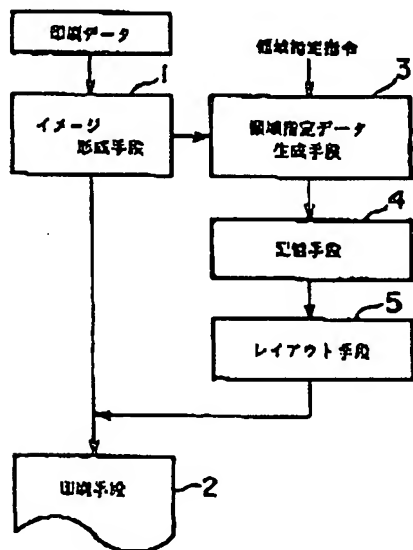 印刷データ
領域指定指令
1
3
イメージ
形成手段
領域指定データ
生成手段
4
記憶手段
5
レイアウト手段
印刷手段
2